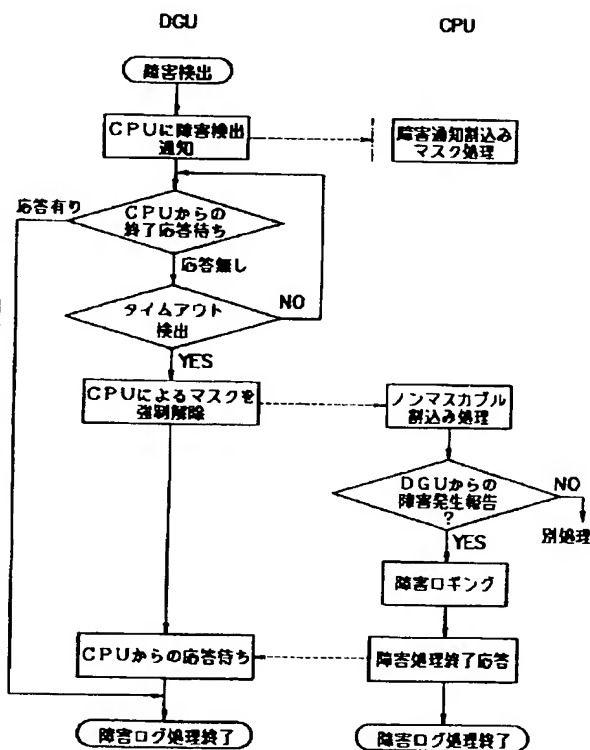 DGU
CPU
障害検出
CPUに障害検出
通知
障害通知割込み
マスク処理
応答有り
CPUからの
終了応答待ち
応答無し
タイムアウト
検出
NO
YES
CPUによるマスクを
強制解除
ノンマスカブル
割込み処理
DGUからの
障害発生報告
?
NO
別処理
YES
障害ロギング
CPUからの応答待ち
障害処理終了応答
障害ログ処理終了
障害ログ処理終了